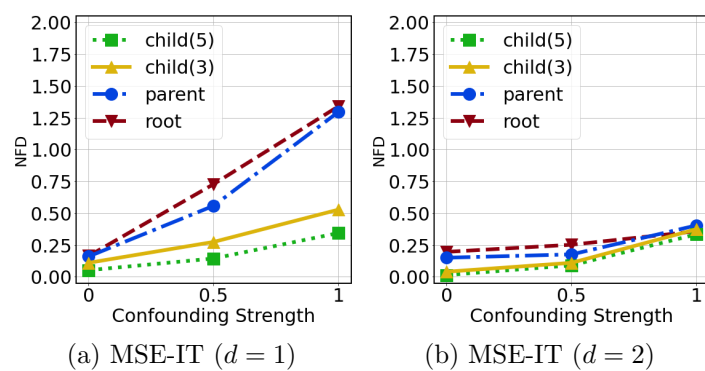 2.00
1.75
1.50
1.25
1.00
0.75
0.50
0.25
0.00
NFD
child(5)
child(3)
parent
root
0 0.5 1
Confounding Strength
(a) MSE-IT (d = 1)
2.00
1.75
1.50
1.25
1.00
0.75
0.50
0.25
0.00
NFD
child(5)
child(3)
parent
root
0 0.5 1
Confounding Strength
(b) MSE-IT (d = 2)